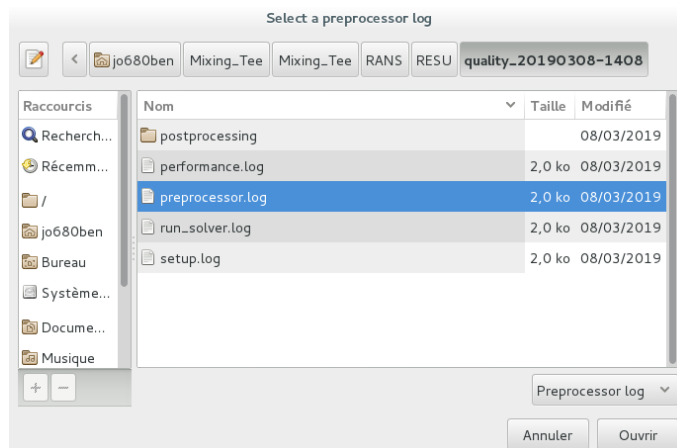 Select a preprocessor log
jo680ben Mixing_Tee Mixing_Tee RANS RESU quality_20190308-1408
Raccourcis Nom Taille Modifié
Recherch... postprocessing 08/03/2019
Récemm... performance.log 2,0 ko 08/03/2019
/ preprocessor.log 2,0 ko 08/03/2019
jo680ben run_solver.log 2,0 ko 08/03/2019
Bureau setup.log 2,0 ko 08/03/2019
Système...
Docume...
Musique
Preprocessor log
Annuler Ouvrir